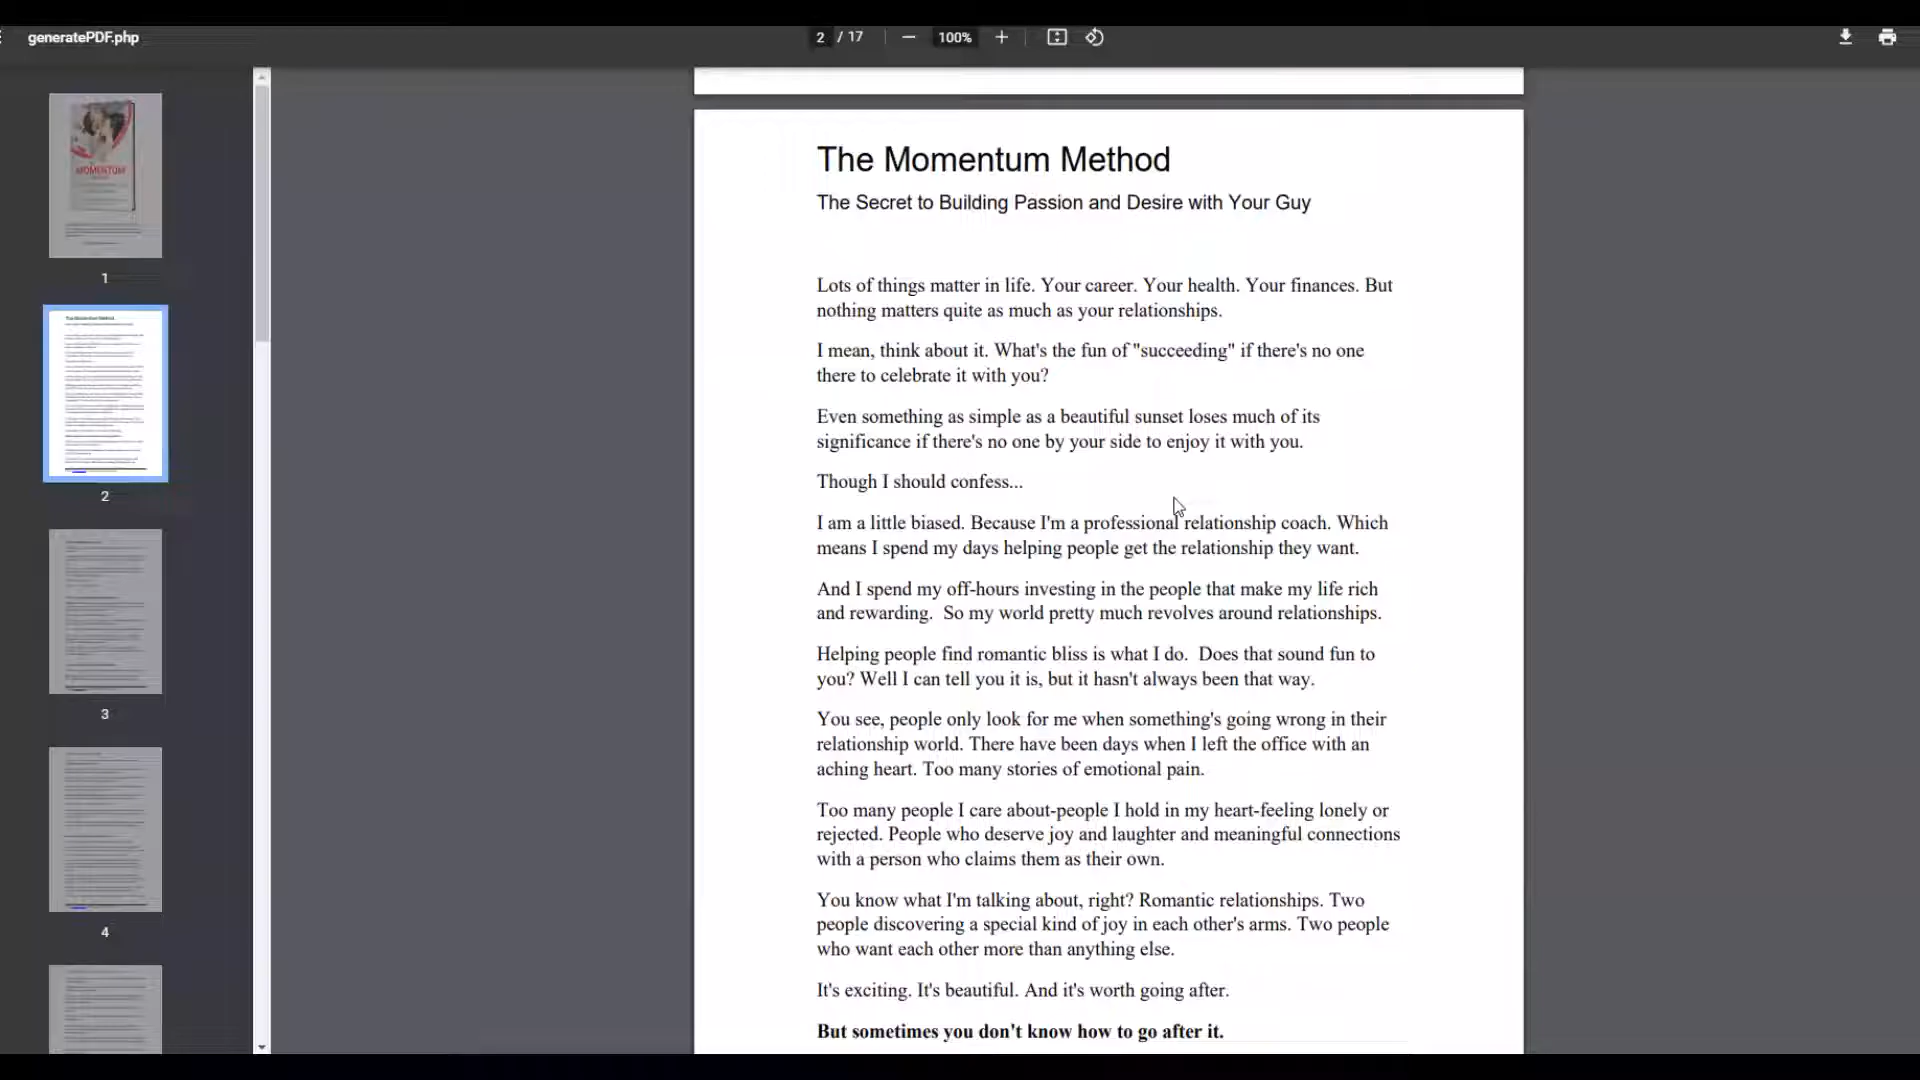 generatePDF.php
2 / 17
100%
MOMENTUM
1
2
3
4
The Momentum Method
The Secret to Building Passion and Desire with Your Guy
Lots of things matter in life. Your career. Your health. Your finances. But
nothing matters quite as much as your relationships.
I mean, think about it. What's the fun of "succeeding" if there's no one
there to celebrate it with you?
Even something as simple as a beautiful sunset loses much of its
significance if there's no one by your side to enjoy it with you.
Though I should confess...
I am a little biased. Because I'm a professional relationship coach. Which
means I spend my days helping people get the relationship they want.
And I spend my off-hours investing in the people that make my life rich
and rewarding.  So my world pretty much revolves around relationships.
Helping people find romantic bliss is what I do.  Does that sound fun to
you? Well I can tell you it is, but it hasn't always been that way.
You see, people only look for me when something's going wrong in their
relationship world. There have been days when I left the office with an
aching heart. Too many stories of emotional pain.
Too many people I care about-people I hold in my heart-feeling lonely or
rejected. People who deserve joy and laughter and meaningful connections
with a person who claims them as their own.
You know what I'm talking about, right? Romantic relationships. Two
people discovering a special kind of joy in each other's arms. Two people
who want each other more than anything else.
It's exciting. It's beautiful. And it's worth going after.
But sometimes you don't know how to go after it.